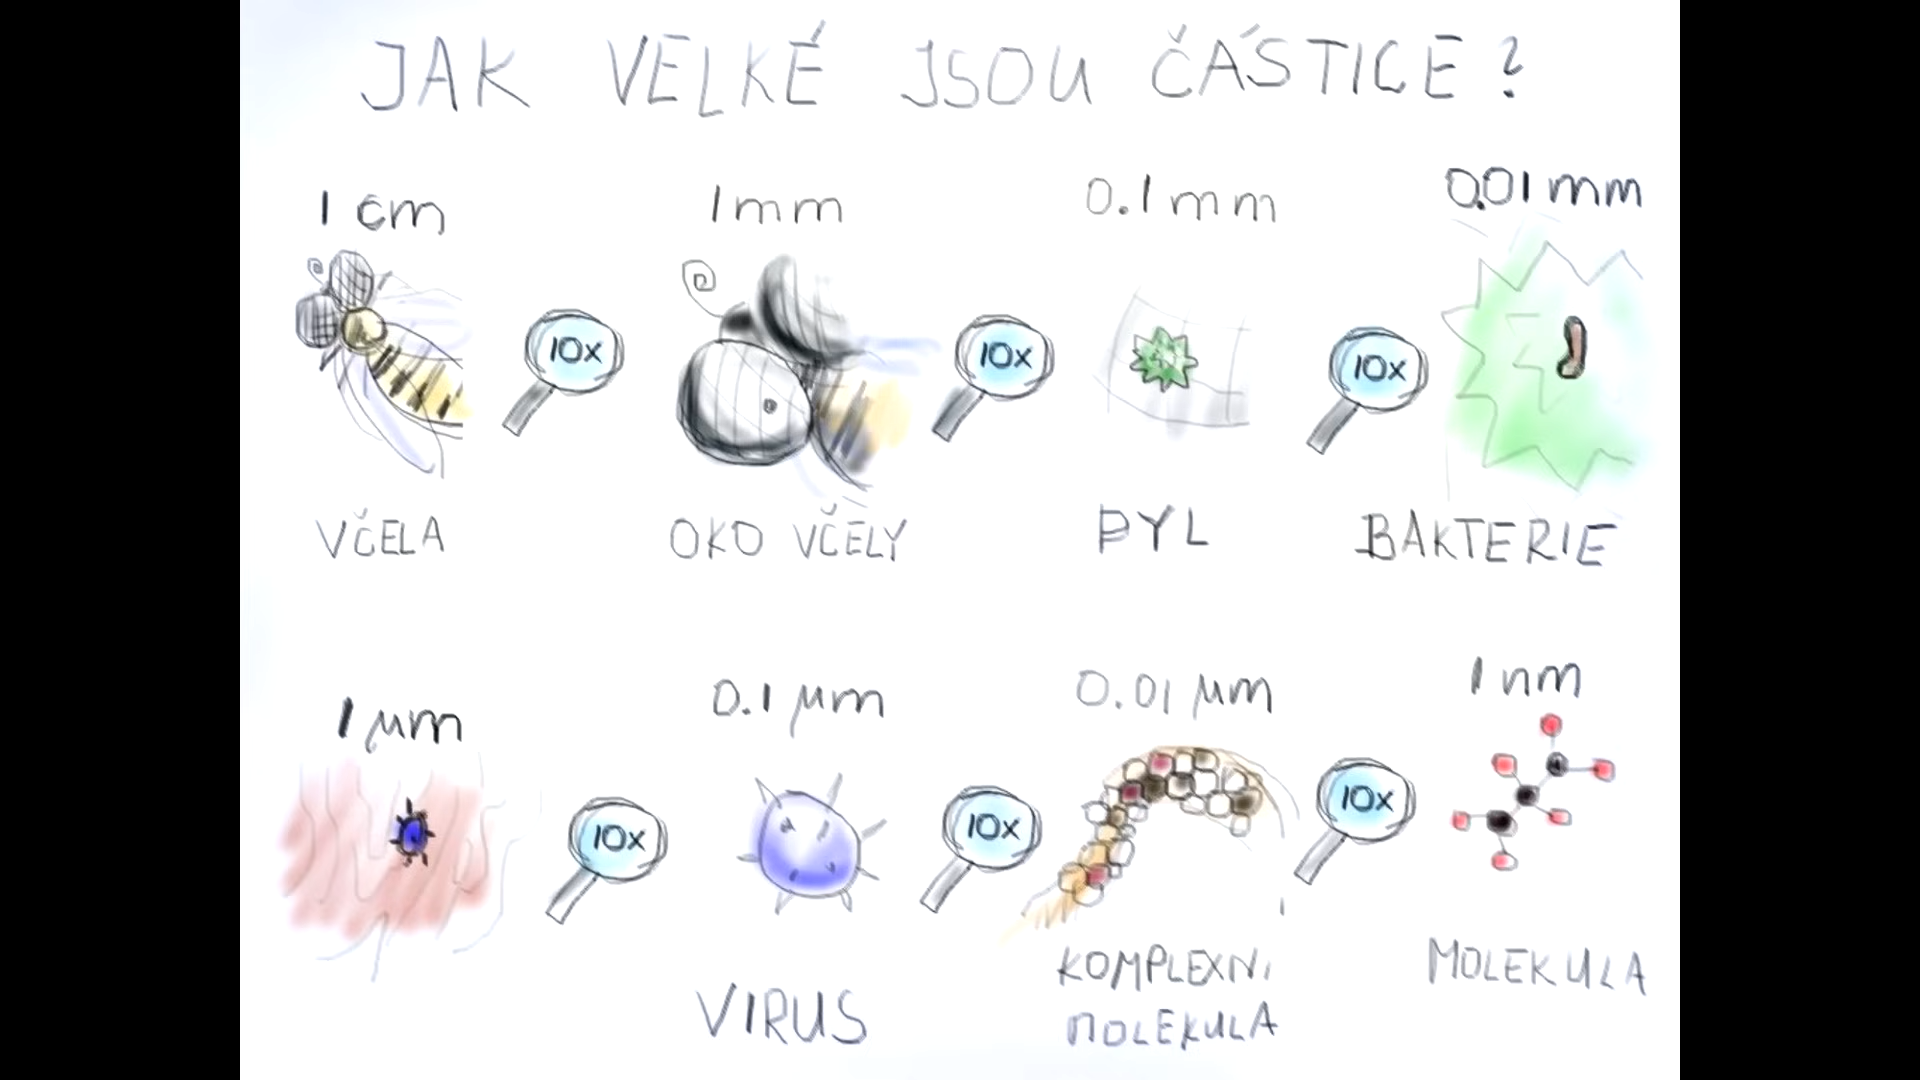 JAK VELKÉ JSOU ČÁSTICE?
1 cm
1mm
0.1mm
0.01mm
10x
10x
10x
VČELA
OKO VČELY
PYL
BAKTERIE
1 µm
0.1 µm
0.01 µm
1 nm
10x
10x
10x
VIRUS
KOMPLEXNI
MOLEKULA
MOLEKULA